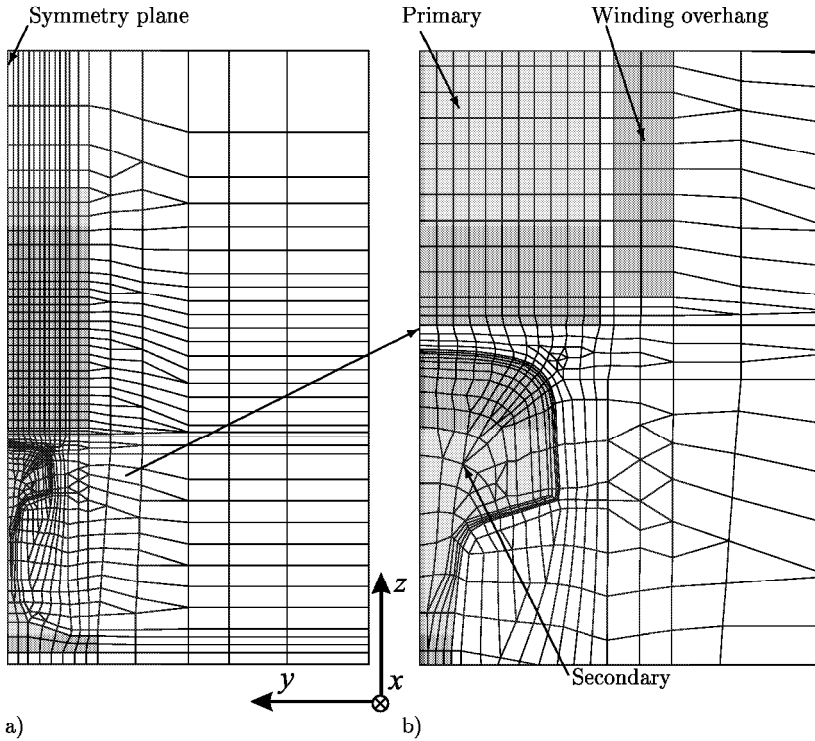 Symmetry plane
Primary
Winding overhang
z
y
x
Secondary
a)
b)